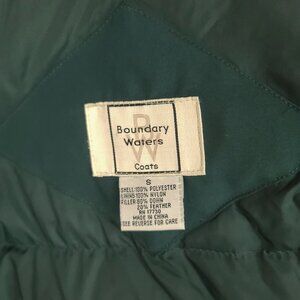 BW
Boundary
Waters
Coats
S
SHELL:100% POLYESTER
LINING:100% NYLON
FILLER:80% DOWN
20% FEATHER
RN 17730
MADE IN CHINA
SEE REVERSE FOR CARE